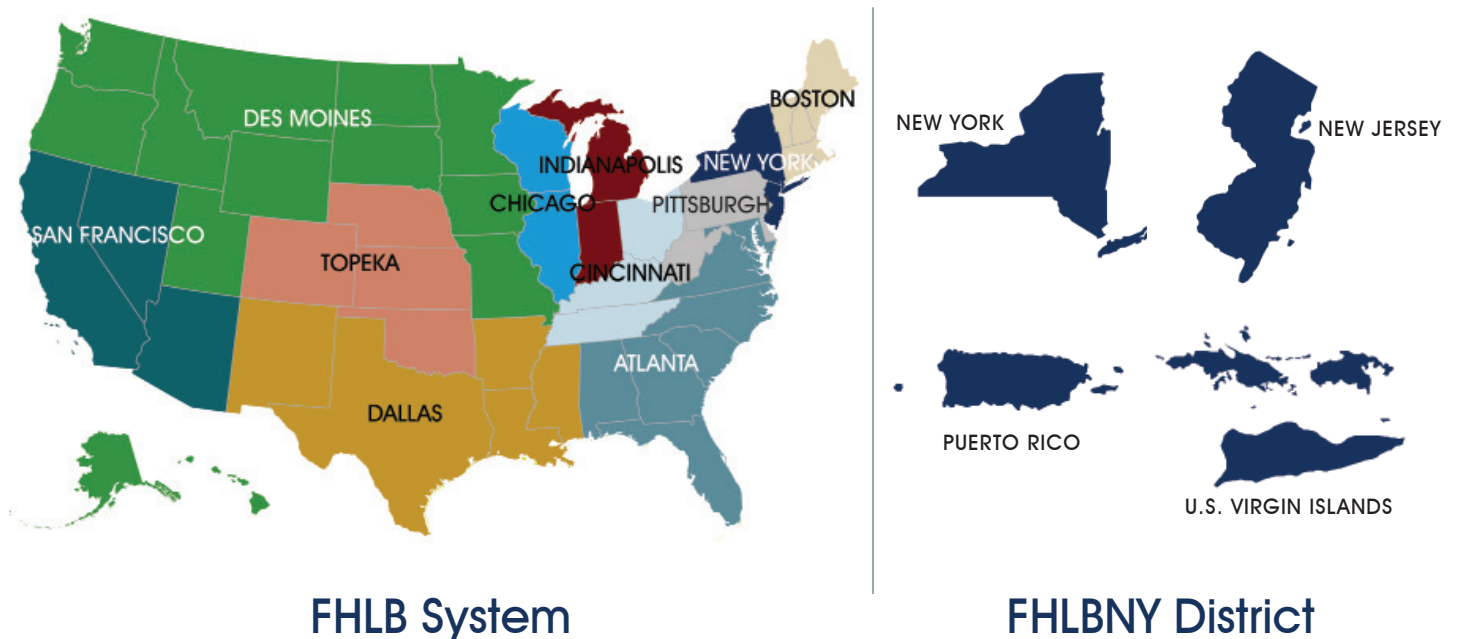 BOSTON
DES MOINES
INDIANAPOLIS
NEW YORK
CHICAGO
PITTSBURGH
SAN FRANCISCO
TOPEKA
CINCINNATI
ATLANTA
DALLAS
FHLB System
NEW YORK
NEW JERSEY
PUERTO RICO
U.S. VIRGIN ISLANDS
FHLBNY District